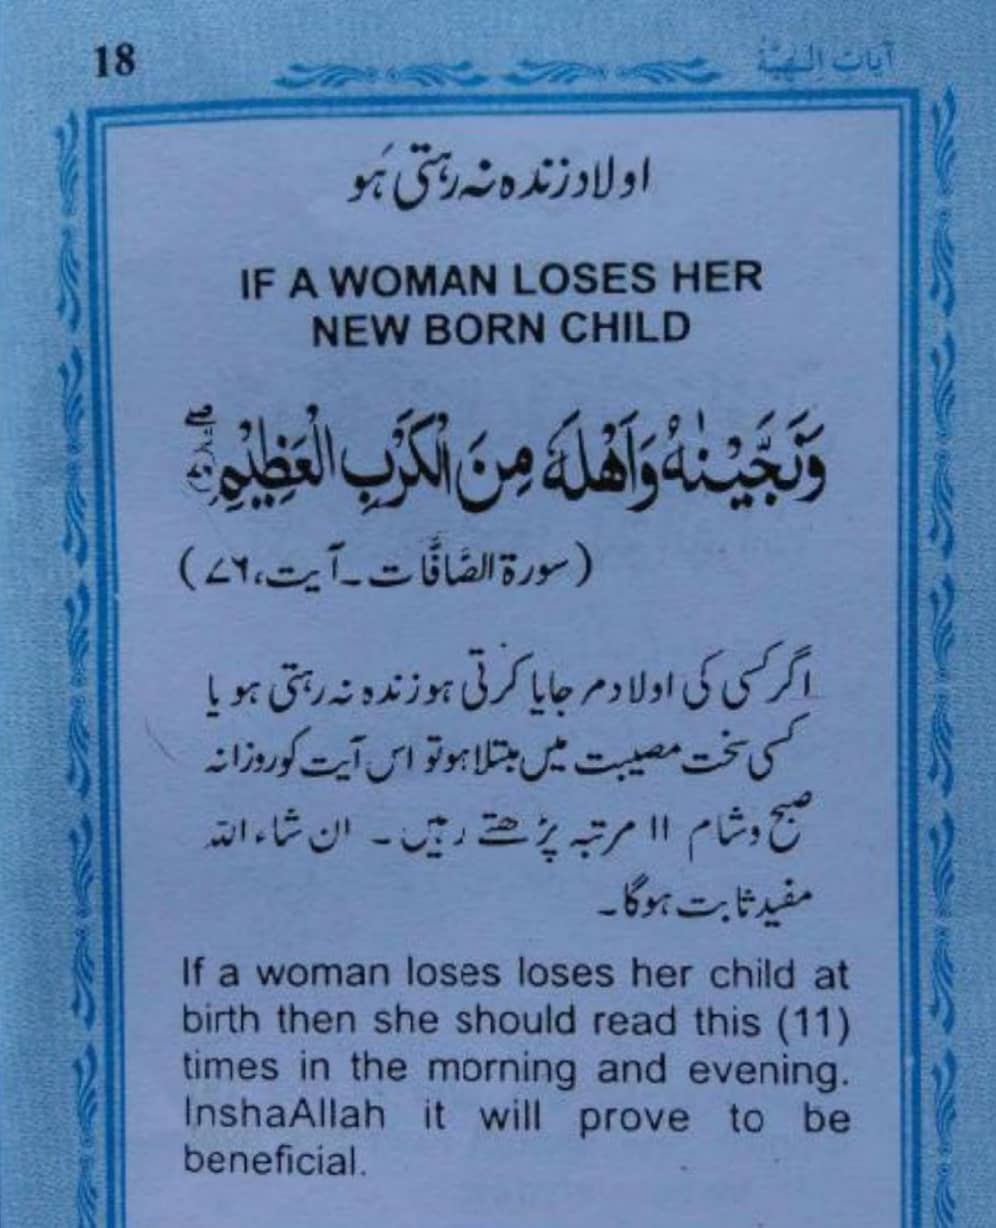 18
آیات الہیۃ
اولاد زندہ نہ رہتی ہو
IF A WOMAN LOSES HER
NEW BORN CHILD
وَنَجَّیْنٰهُ وَاَهْلَهٗ مِنَ الْكَرْبِ الْعَظِیْمِ
(سورۃ الصَّافَّات ۔ آیت، ۷۶)
اگر کسی کی اولاد مر جایا کرتی ہو زندہ نہ رہتی ہو یا
کسی سخت مصیبت میں مبتلا ہو تو اس آیت کو روزانہ
صبح و شام ۱۱ مرتبہ پڑھتے رہیں ۔ ان شاء اللہ
مفید ثابت ہوگا ۔
If a woman loses loses her child at
birth then she should read this (11)
times in the morning and evening.
InshaAllah it will prove to be
beneficial.